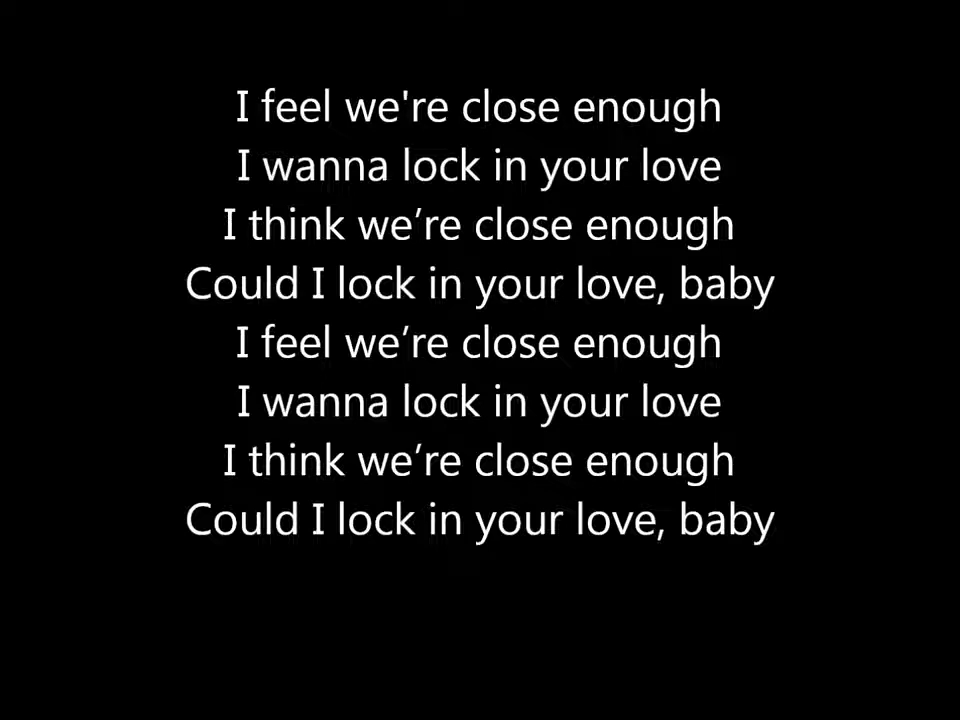 I feel we're close enough
I wanna lock in your love
I think we’re close enough
Could I lock in your love, baby
I feel we’re close enough
I wanna lock in your love
I think we’re close enough
Could I lock in your love, baby